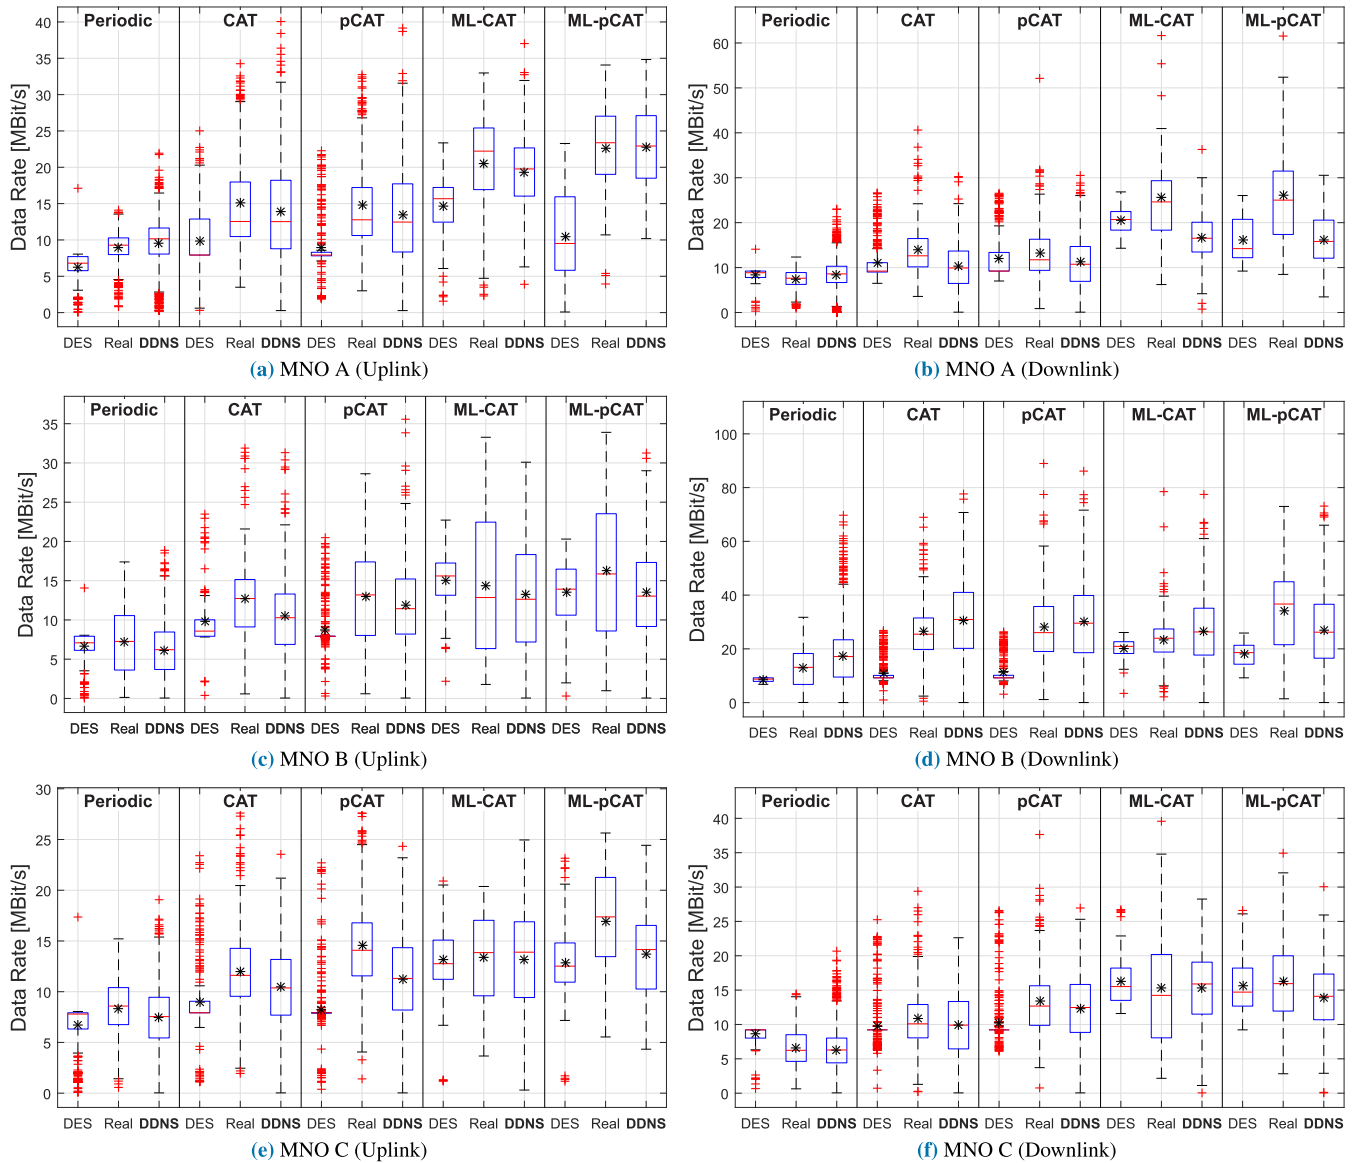 Periodic CAT pCAT ML-CAT ML-pCAT
Data Rate [MBit/s]
40
35
30
25
20
15
10
5
0
DES Real DDNS DES Real DDNS DES Real DDNS DES Real DDNS DES Real DDNS
(a) MNO A (Uplink)
Periodic CAT pCAT ML-CAT ML-pCAT
Data Rate [MBit/s]
60
50
40
30
20
10
0
DES Real DDNS DES Real DDNS DES Real DDNS DES Real DDNS DES Real DDNS
(b) MNO A (Downlink)
Periodic CAT pCAT ML-CAT ML-pCAT
Data Rate [MBit/s]
35
30
25
20
15
10
5
0
DES Real DDNS DES Real DDNS DES Real DDNS DES Real DDNS DES Real DDNS
(c) MNO B (Uplink)
Periodic CAT pCAT ML-CAT ML-pCAT
Data Rate [MBit/s]
100
80
60
40
20
0
DES Real DDNS DES Real DDNS DES Real DDNS DES Real DDNS DES Real DDNS
(d) MNO B (Downlink)
Periodic CAT pCAT ML-CAT ML-pCAT
Data Rate [MBit/s]
30
25
20
15
10
5
0
DES Real DDNS DES Real DDNS DES Real DDNS DES Real DDNS DES Real DDNS
(e) MNO C (Uplink)
Periodic CAT pCAT ML-CAT ML-pCAT
Data Rate [MBit/s]
40
35
30
25
20
15
10
5
0
DES Real DDNS DES Real DDNS DES Real DDNS DES Real DDNS DES Real DDNS
(f) MNO C (Downlink)